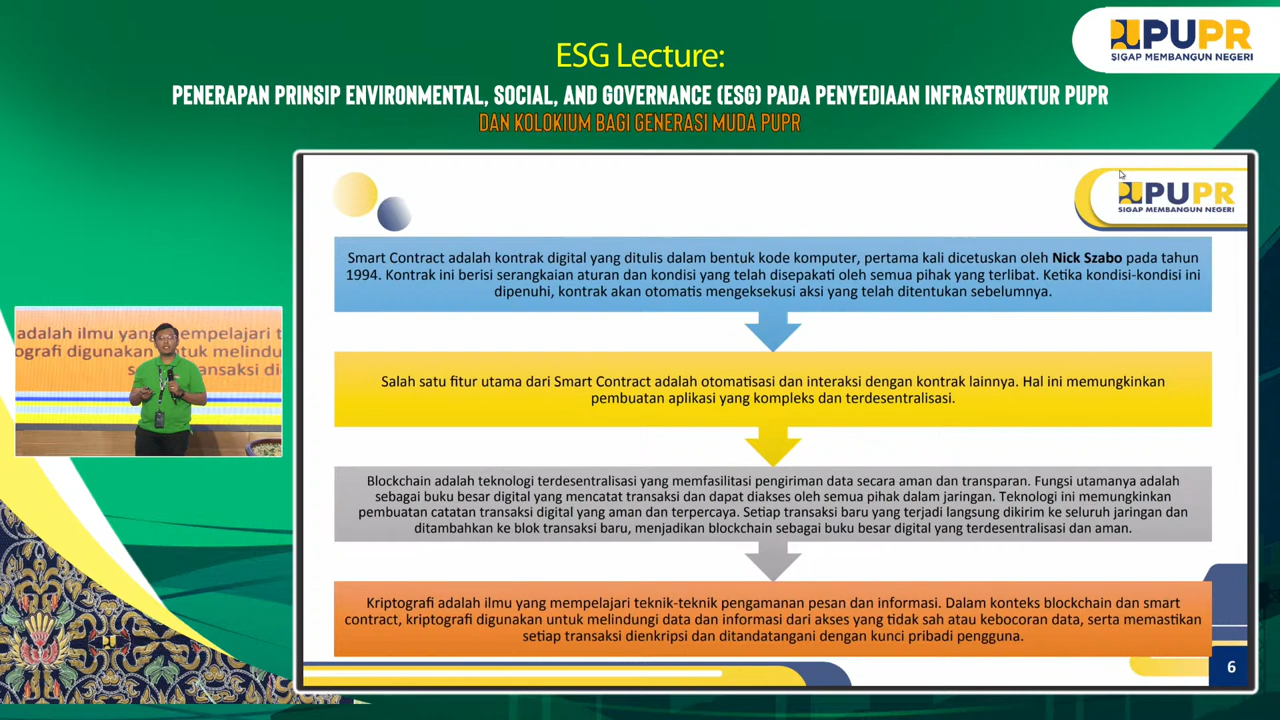 ESG Lecture:
PENERAPAN PRINSIP ENVIRONMENTAL, SOCIAL, AND GOVERNANCE (ESG) PADA PENYEDIAAN INFRASTRUKTUR PUPR
DAN KOLOKIUM BAGI GENERASI MUDA PUPR
PUPR
SIGAP MEMBANGUN NEGERI
PUPR
SIGAP MEMBANGUN NEGERI
Smart Contract adalah kontrak digital yang ditulis dalam bentuk kode komputer, pertama kali dicetuskan oleh Nick Szabo pada tahun
1994. Kontrak ini berisi serangkaian aturan dan kondisi yang telah disepakati oleh semua pihak yang terlibat. Ketika kondisi-kondisi ini
dipenuhi, kontrak akan otomatis mengeksekusi aksi yang telah ditentukan sebelumnya.
Salah satu fitur utama dari Smart Contract adalah otomatisasi dan interaksi dengan kontrak lainnya. Hal ini memungkinkan
pembuatan aplikasi yang kompleks dan terdesentralisasi.
Blockchain adalah teknologi terdesentralisasi yang memfasilitasi pengiriman data secara aman dan transparan. Fungsi utamanya adalah
sebagai buku besar digital yang mencatat transaksi dan dapat diakses oleh semua pihak dalam jaringan. Teknologi ini memungkinkan
pembuatan catatan transaksi digital yang aman dan terpercaya. Setiap transaksi baru yang terjadi langsung dikirim ke seluruh jaringan dan
ditambahkan ke blok transaksi baru, menjadikan blockchain sebagai buku besar digital yang terdesentralisasi dan aman.
Kriptografi adalah ilmu yang mempelajari teknik-teknik pengamanan pesan dan informasi. Dalam konteks blockchain dan smart
contract, kriptografi digunakan untuk melindungi data dan informasi dari akses yang tidak sah atau kebocoran data, serta memastikan
setiap transaksi dienkripsi dan ditandatangani dengan kunci pribadi pengguna.
6
adalah ilmu yang mempelajari t
ografi digunakan untuk melindu
ansaksi di